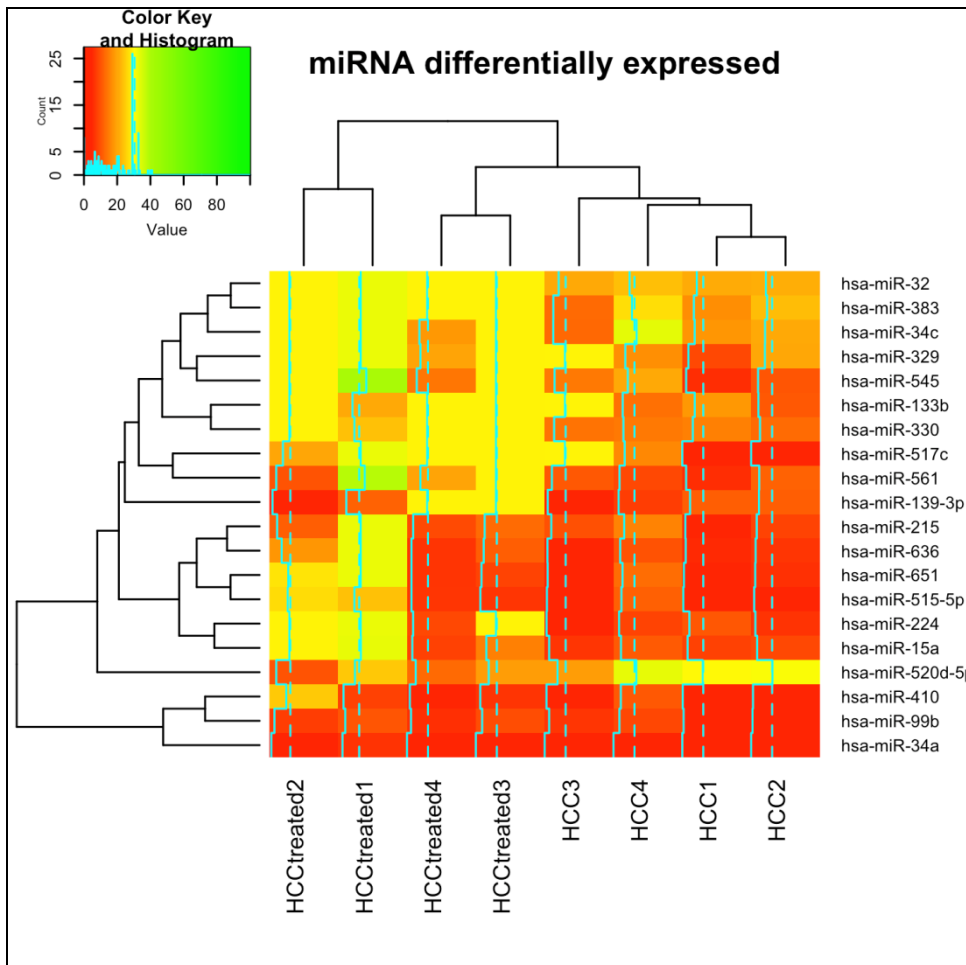 Color Key
and Histogram
miRNA differentially expressed
Count
0 5 15 25
0 20 40 60 80
Value
hsa-miR-32
hsa-miR-383
hsa-miR-34c
hsa-miR-329
hsa-miR-545
hsa-miR-133b
hsa-miR-330
hsa-miR-517c
hsa-miR-561
hsa-miR-139-3p
hsa-miR-215
hsa-miR-636
hsa-miR-651
hsa-miR-515-5p
hsa-miR-224
hsa-miR-15a
hsa-miR-520d-5p
hsa-miR-410
hsa-miR-99b
hsa-miR-34a
HCCtreated2
HCCtreated1
HCCtreated4
HCCtreated3
HCC3
HCC4
HCC1
HCC2